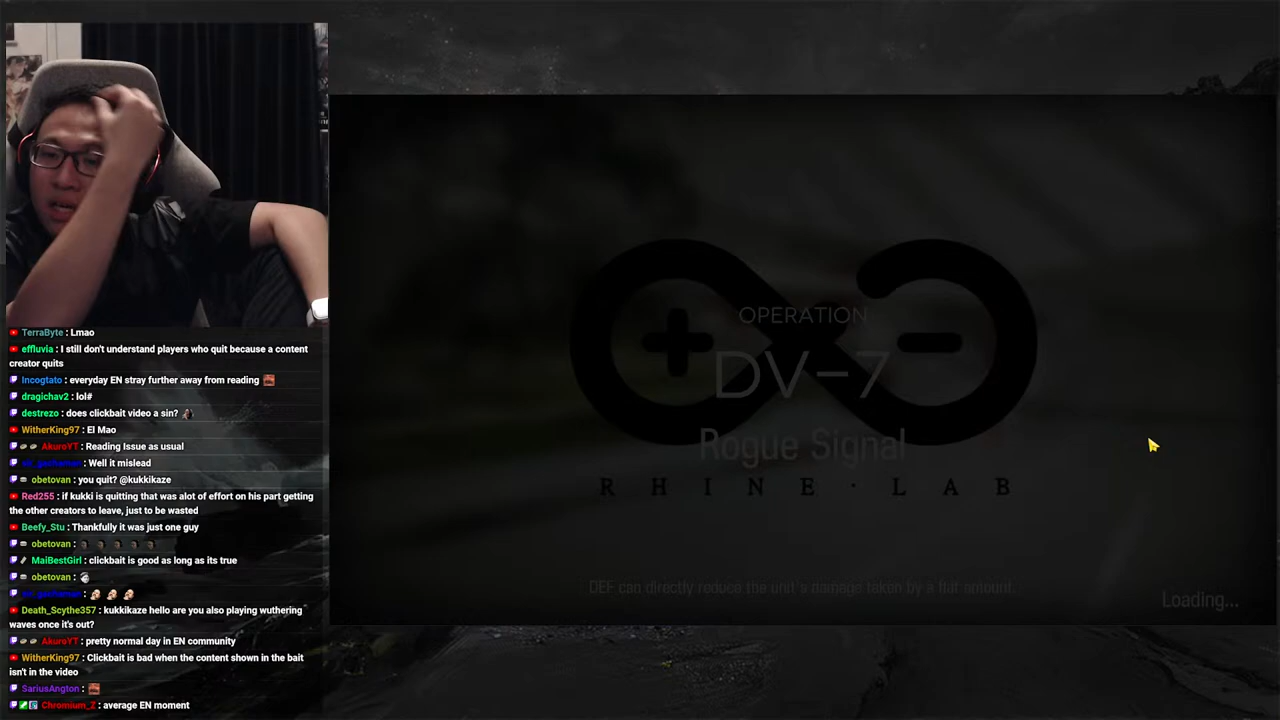 TerraByte : Lmao
effluvia : I still don't understand players who quit because a content
creator quits
Incogtato : everyday EN stray further away from reading
dragichav2 : lol#
destrezo : does clickbait video a sin?
WitherKing97 : El Mao
AkuroYT : Reading Issue as usual
: Well it mislead
obetovan : you quit? @kukkikaze
Red255 : if kukki is quitting that was alot of effort on his part getting
the other creators to leave, just to be wasted
Beefy_Stu : Thankfully it was just one guy
obetovan :
MaiBestGirl : clickbait is good as long as its true
obetovan :
Death_Scythe357 : kukkikaze hello are you also playing wuthering
waves once it's out?
AkuroYT : pretty normal day in EN community
WitherKing97 : Clickbait is bad when the content shown in the bait
isn't in the video
SariusAngton :
Chromium_Z : average EN moment
OPERATION
DV-7
Rogue Signal
RHINE·LAB
DEF can directly reduce the unit's damage taken by a flat amount.
Loading...